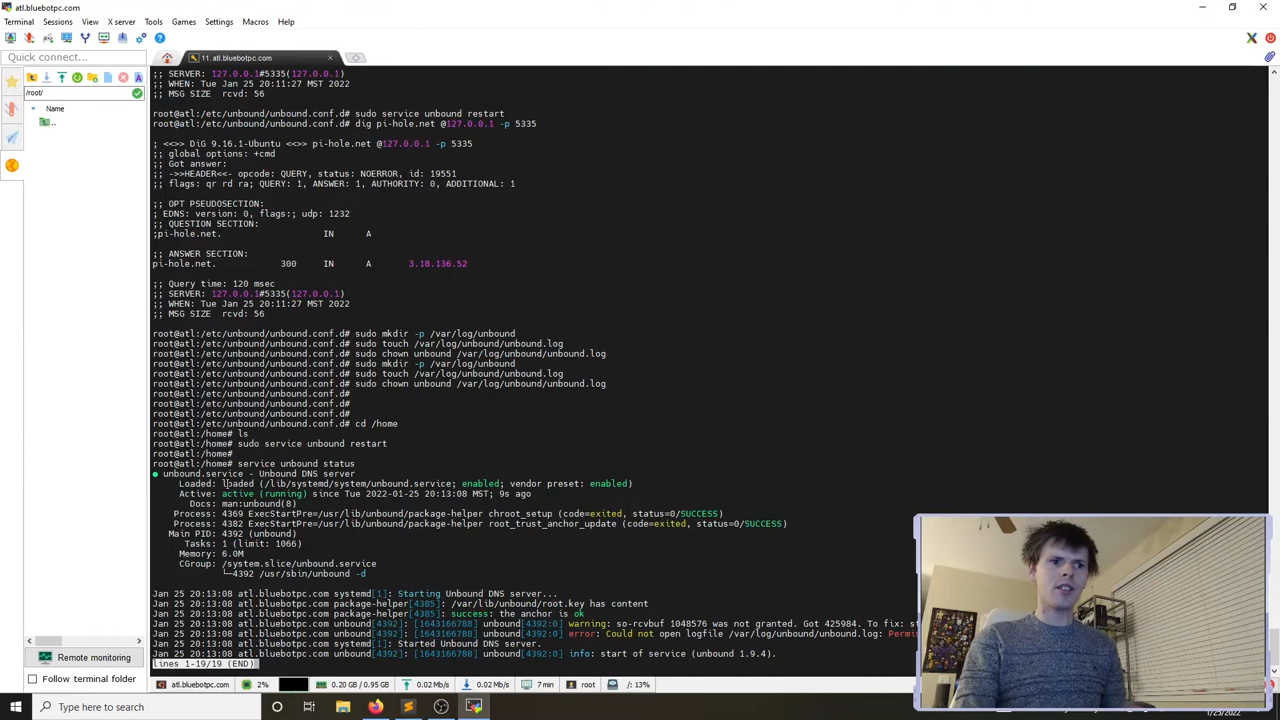 atl.bluebotpc.com
Terminal Sessions View X server Tools Games Settings Macros Help
Quick connect...
11. atl.bluebotpc.com
/root/
Name
..
;; SERVER: 127.0.0.1#5335(127.0.0.1)
;; WHEN: Tue Jan 25 20:11:27 MST 2022
;; MSG SIZE  rcvd: 56
root@atl:/etc/unbound/unbound.conf.d# sudo service unbound restart
root@atl:/etc/unbound/unbound.conf.d# dig pi-hole.net @127.0.0.1 -p 5335
; <<>> DiG 9.16.1-Ubuntu <<>> pi-hole.net @127.0.0.1 -p 5335
;; global options: +cmd
;; Got answer:
;; ->>HEADER<<- opcode: QUERY, status: NOERROR, id: 19551
;; flags: qr rd ra; QUERY: 1, ANSWER: 1, AUTHORITY: 0, ADDITIONAL: 1
;; OPT PSEUDOSECTION:
; EDNS: version: 0, flags:; udp: 1232
;; QUESTION SECTION:
;pi-hole.net. IN A
;; ANSWER SECTION:
pi-hole.net. 300 IN A 3.18.136.52
;; Query time: 120 msec
;; SERVER: 127.0.0.1#5335(127.0.0.1)
;; WHEN: Tue Jan 25 20:11:27 MST 2022
;; MSG SIZE  rcvd: 56
root@atl:/etc/unbound/unbound.conf.d# sudo mkdir -p /var/log/unbound
root@atl:/etc/unbound/unbound.conf.d# sudo touch /var/log/unbound/unbound.log
root@atl:/etc/unbound/unbound.conf.d# sudo chown unbound /var/log/unbound/unbound.log
root@atl:/etc/unbound/unbound.conf.d# sudo mkdir -p /var/log/unbound
root@atl:/etc/unbound/unbound.conf.d# sudo touch /var/log/unbound/unbound.log
root@atl:/etc/unbound/unbound.conf.d# sudo chown unbound /var/log/unbound/unbound.log
root@atl:/etc/unbound/unbound.conf.d#
root@atl:/etc/unbound/unbound.conf.d#
root@atl:/etc/unbound/unbound.conf.d#
root@atl:/etc/unbound/unbound.conf.d# cd /home
root@atl:/home# ls
root@atl:/home# sudo service unbound restart
root@atl:/home#
root@atl:/home# service unbound status
● unbound.service - Unbound DNS server
Loaded: loaded (/lib/systemd/system/unbound.service; enabled; vendor preset: enabled)
Active: active (running) since Tue 2022-01-25 20:13:08 MST; 9s ago
Docs: man:unbound(8)
Process: 4369 ExecStartPre=/usr/lib/unbound/package-helper chroot_setup (code=exited, status=0/SUCCESS)
Process: 4382 ExecStartPre=/usr/lib/unbound/package-helper root_trust_anchor_update (code=exited, status=0/SUCCESS)
Main PID: 4392 (unbound)
Tasks: 1 (limit: 1066)
Memory: 6.0M
CGroup: /system.slice/unbound.service
└─4392 /usr/sbin/unbound -d
Jan 25 20:13:08 atl.bluebotpc.com systemd[1]: Starting Unbound DNS server...
Jan 25 20:13:08 atl.bluebotpc.com package-helper[4385]: /var/lib/unbound/root.key has content
Jan 25 20:13:08 atl.bluebotpc.com package-helper[4385]: success: the anchor is ok
Jan 25 20:13:08 atl.bluebotpc.com unbound[4392]: [1643166788] unbound[4392:0] warning: so-rcvbuf 1048576 was not granted. Got 425984. To fix: st
Jan 25 20:13:08 atl.bluebotpc.com unbound[4392]: [1643166788] unbound[4392:0] error: Could not open logfile /var/log/unbound/unbound.log: Permis
Jan 25 20:13:08 atl.bluebotpc.com systemd[1]: Started Unbound DNS server.
Jan 25 20:13:08 atl.bluebotpc.com unbound[4392]: [1643166788] unbound[4392:0] info: start of service (unbound 1.9.4).
lines 1-19/19 (END)
Remote monitoring
Follow terminal folder
atl.bluebotpc.com 2% 0.20 GB / 0.95 GB 0.02 Mb/s 0.02 Mb/s 7 min root /: 13%
Type here to search
1/25/2022